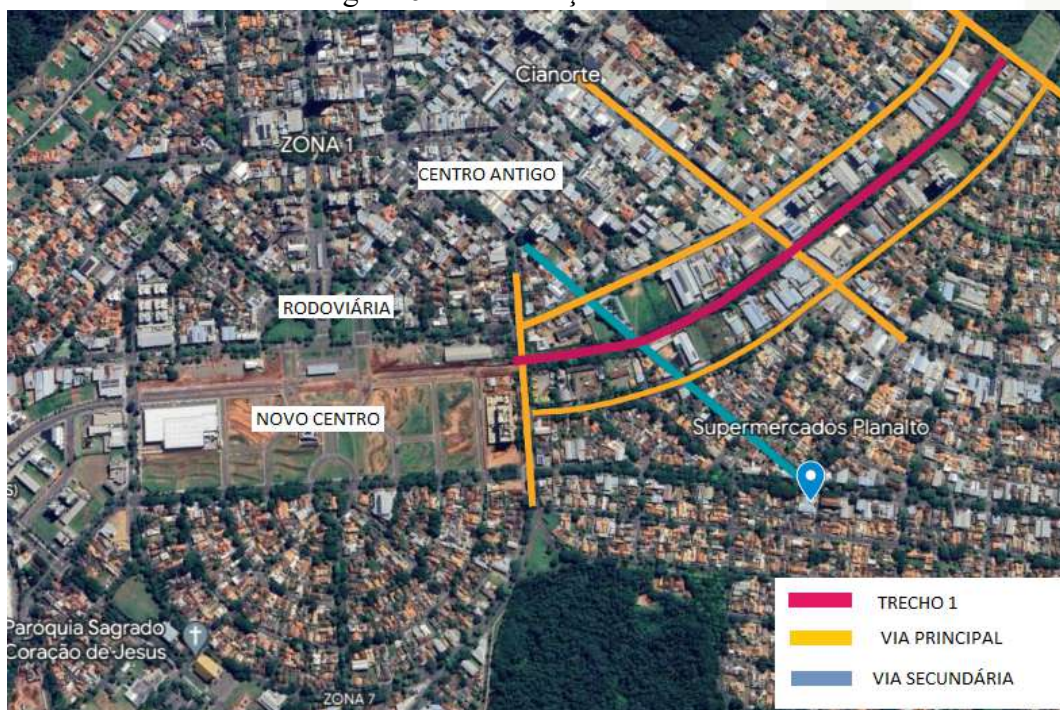 Cianorte
ZONA 1
CENTRO ANTIGO
RODOVIÁRIA
NOVO CENTRO
Supermercados Planalto
Paróquia Sagrado
Coração de Jesus
ZONA 7
TRECHO 1
VIA PRINCIPAL
VIA SECUNDÁRIA